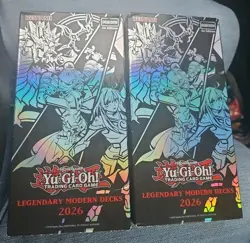 Yu-Gi-Oh!
TRADING CARD GAME
LEGENDARY MODERN DECKS
2026
Yu-Gi-Oh!
TRADING CARD GAME
LEGENDARY MODERN DECKS
2026